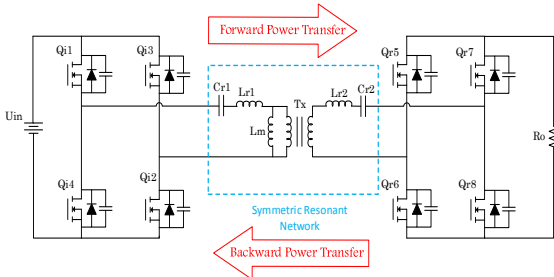 Forward Power Transfer
Qi1
Qi3
Qr5
Qr7
Cr1
Lr1
Tx
Lr2
Cr2
Uin
Lm
Ro
Qi4
Qi2
Qr6
Qr8
Symmetric Resonant
Network
Backward Power Transfer